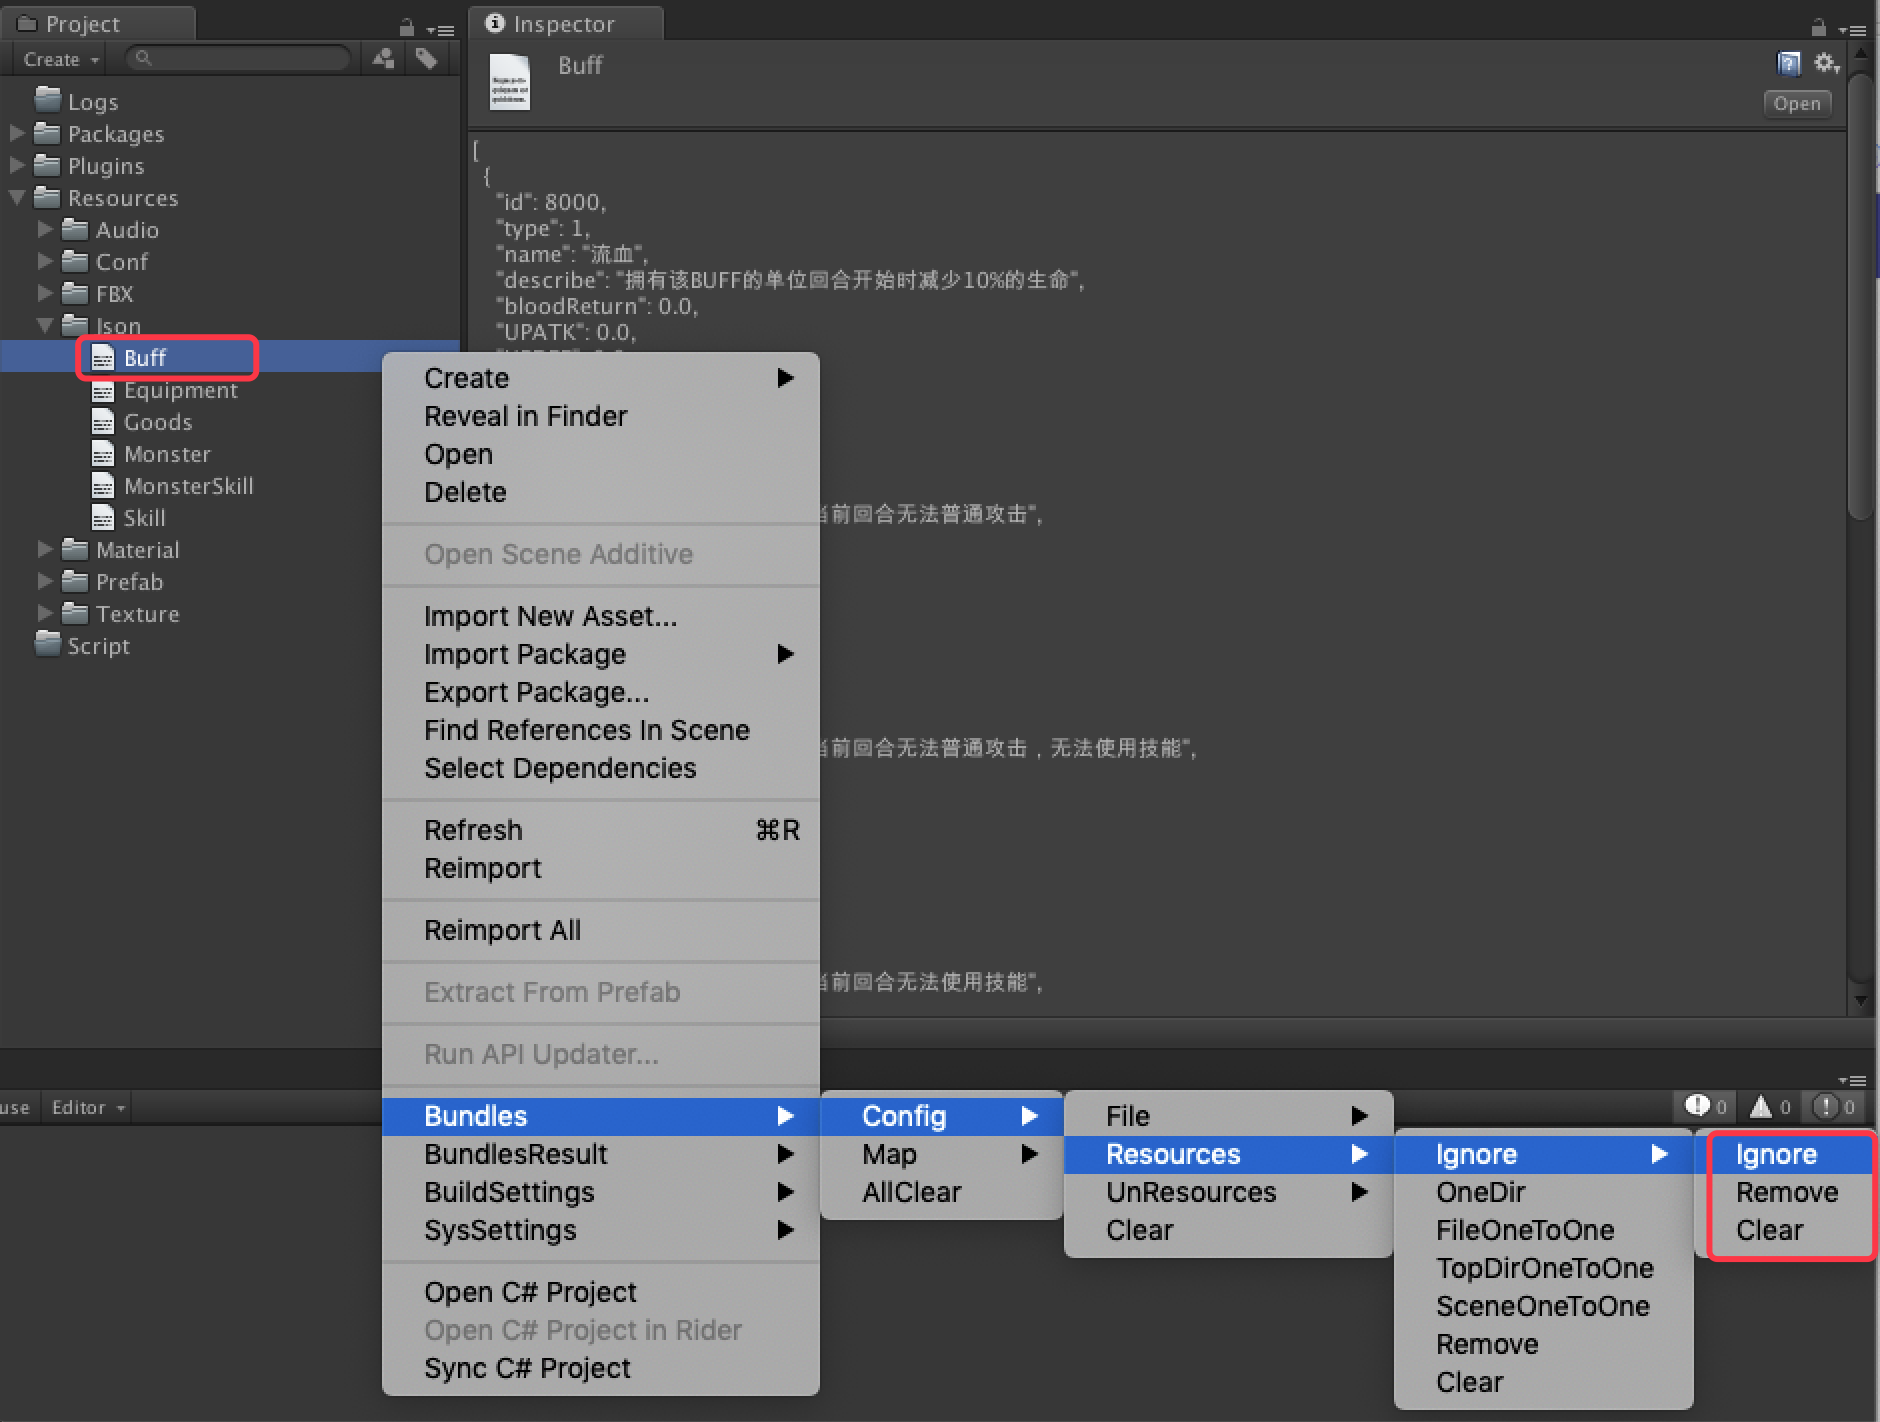 Project
Create
Logs
Packages
Plugins
Resources
Audio
Conf
FBX
Json
Buff
Equipment
Goods
Monster
MonsterSkill
Skill
Material
Prefab
Texture
Script
Inspector
Buff
Open
[
{
"id": 8000,
"type": 1,
"name": "流血",
"describe": "拥有该BUFF的单位回合开始时减少10%的生命",
"bloodReturn": 0.0,
"UPATK": 0.0,
当前回合无法普通攻击",
当前回合无法普通攻击，无法使用技能",
当前回合无法使用技能",
Create
Reveal in Finder
Open
Delete
Open Scene Additive
Import New Asset...
Import Package
Export Package...
Find References In Scene
Select Dependencies
Refresh ⌘R
Reimport
Reimport All
Extract From Prefab
Run API Updater...
Bundles
BundlesResult
BuildSettings
SysSettings
Open C# Project
Open C# Project in Rider
Sync C# Project
Config
Map
AllClear
File
Resources
UnResources
Clear
Ignore
OneDir
FileOneToOne
TopDirOneToOne
SceneOneToOne
Remove
Clear
Ignore
Remove
Clear
use Editor
0 0 0